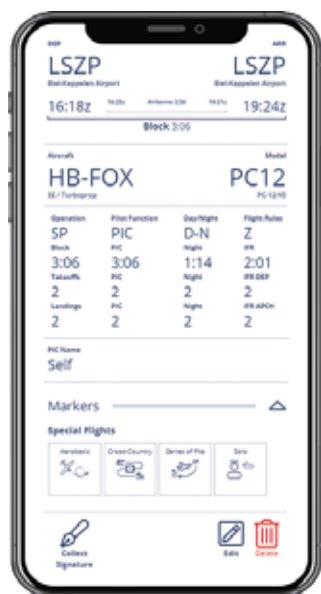 DEP ARR
LSZP LSZP
Biel-Kappelen Airport Biel-Kappelen Airport
16:18z Airborne 2:56 19:24z
Block 3:06
Aircraft Model
HB-FOX PC12
SE / Turboprop PC-12/45
Operation Pilot Function Day/Night Flight Rules
SP PIC D-N Z
Block PIC Night IFR
3:06 3:06 1:14 2:01
Takeoffs PIC Night IFR DEP
2 2 2 2
Landings PIC Night IFR APCH
2 2 2 2
PIC Name
Self
Markers
Special Flights
Aerobatic Cross-Country Series of Flts Solo
Collect Edit Delete
Signature